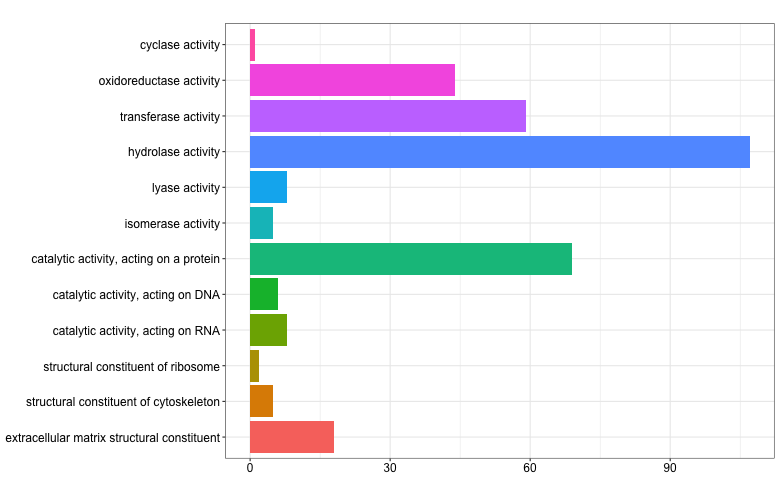 cyclase activity
oxidoreductase activity
transferase activity
hydrolase activity
lyase activity
isomerase activity
catalytic activity, acting on a protein
catalytic activity, acting on DNA
catalytic activity, acting on RNA
structural constituent of ribosome
structural constituent of cytoskeleton
extracellular matrix structural constituent
0 30 60 90